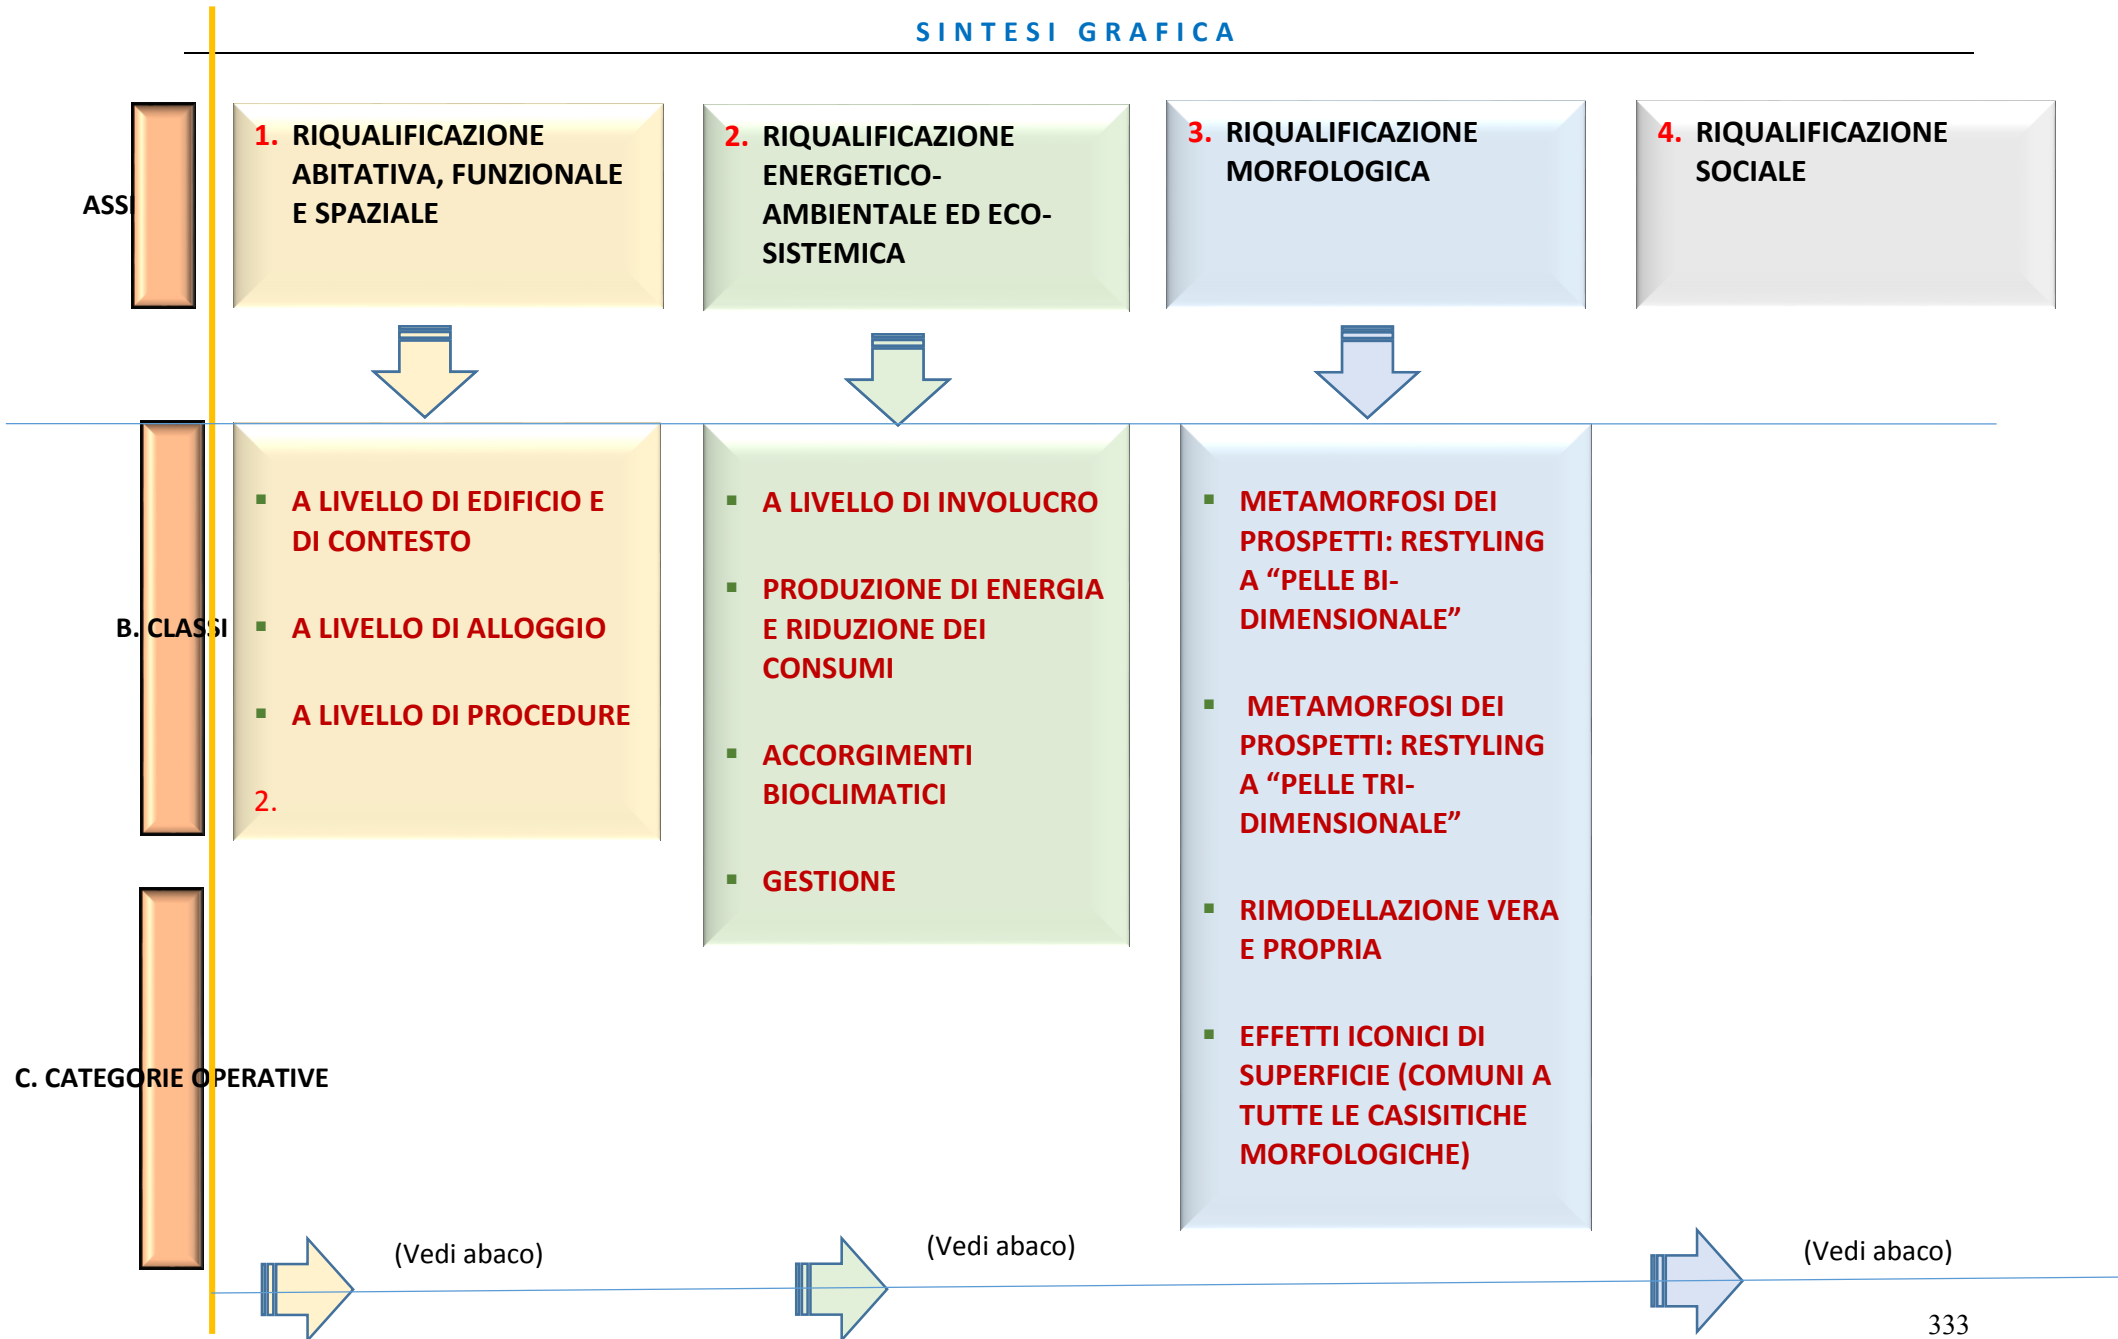 SINTESI GRAFICA
ASSI
1. RIQUALIFICAZIONE
ABITATIVA, FUNZIONALE
E SPAZIALE
2. RIQUALIFICAZIONE
ENERGETICO-
AMBIENTALE ED ECO-
SISTEMICA
3. RIQUALIFICAZIONE
MORFOLOGICA
4. RIQUALIFICAZIONE
SOCIALE
B. CLASSI
▪ A LIVELLO DI EDIFICIO E
DI CONTESTO
▪ A LIVELLO DI ALLOGGIO
▪ A LIVELLO DI PROCEDURE
2.
▪ A LIVELLO DI INVOLUCRO
▪ PRODUZIONE DI ENERGIA
E RIDUZIONE DEI
CONSUMI
▪ ACCORGIMENTI
BIOCLIMATICI
▪ GESTIONE
▪ METAMORFOSI DEI
PROSPETTI: RESTYLING
A “PELLE BI-
DIMENSIONALE”
▪ METAMORFOSI DEI
PROSPETTI: RESTYLING
A “PELLE TRI-
DIMENSIONALE”
▪ RIMODELLAZIONE VERA
E PROPRIA
▪ EFFETTI ICONICI DI
SUPERFICIE (COMUNI A
TUTTE LE CASISITICHE
MORFOLOGICHE)
C. CATEGORIE OPERATIVE
(Vedi abaco)
(Vedi abaco)
(Vedi abaco)
333